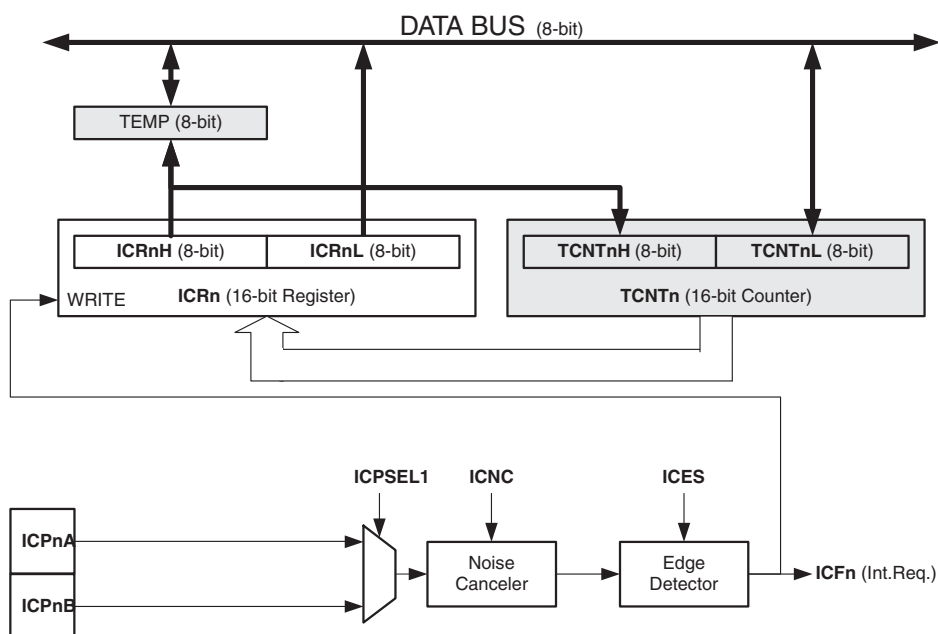 DATA BUS (8-bit)
TEMP (8-bit)
ICRnH (8-bit)
ICRnL (8-bit)
TCNTnH (8-bit)
TCNTnL (8-bit)
WRITE
ICRn (16-bit Register)
TCNTn (16-bit Counter)
ICPSEL1
ICNC
ICES
ICPnA
ICPnB
Noise
Canceler
Edge
Detector
ICFn (Int.Req.)